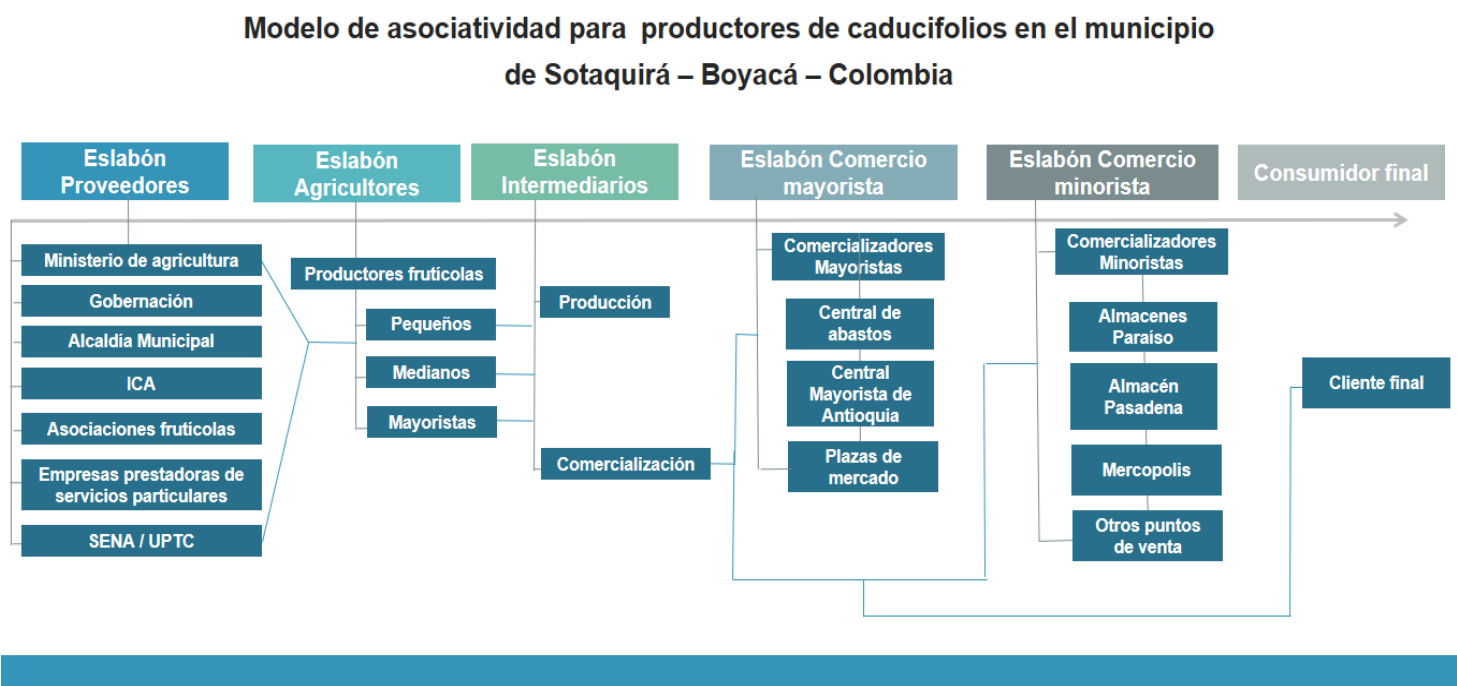 Modelo de asociatividad para productores de caducifolios en el municipio
de Sotaquirá – Boyacá – Colombia
Eslabón
Proveedores
Eslabón
Agricultores
Eslabón
Intermediarios
Eslabón Comercio
mayorista
Eslabón Comercio
minorista
Consumidor final
Ministerio de agricultura
Gobernación
Alcaldía Municipal
ICA
Asociaciones frutícolas
Empresas prestadoras de
servicios particulares
SENA / UPTC
Productores frutícolas
Pequeños
Medianos
Mayoristas
Producción
Comercialización
Comercializadores
Mayoristas
Central de
abastos
Central
Mayorista de
Antioquia
Plazas de
mercado
Comercializadores
Minoristas
Almacenes
Paraíso
Almacén
Pasadena
Mercopolis
Otros puntos
de venta
Cliente final